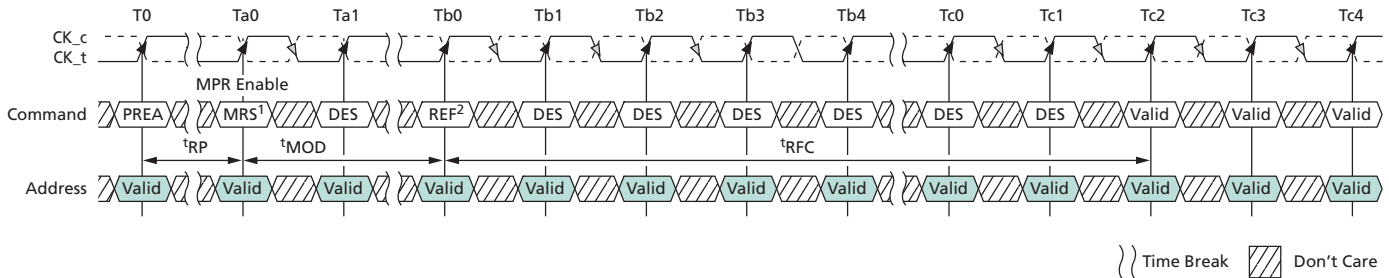 T0 Ta0 Ta1 Tb0 Tb1 Tb2 Tb3 Tb4 Tc0 Tc1 Tc2 Tc3 Tc4
CK_c
CK_t
MPR Enable
Command PREA MRS1 DES REF2 DES DES DES DES DES DES Valid Valid Valid
tRP tMOD tRFC
Address Valid Valid Valid Valid Valid Valid Valid Valid Valid Valid Valid Valid Valid
Time Break Don't Care